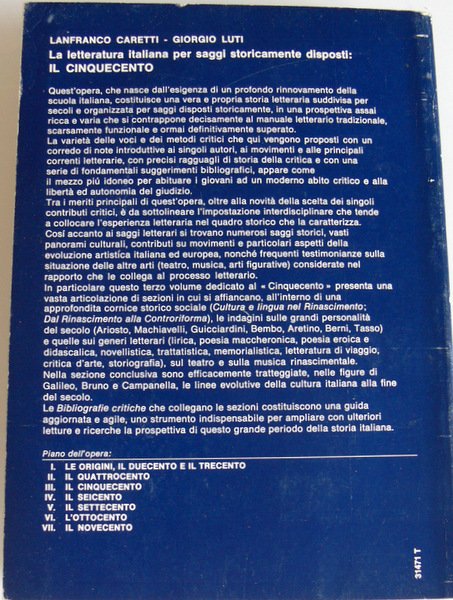 LANFRANCO CARETTI - GIORGIO LUTI
La letteratura italiana per saggi storicamente disposti:
IL CINQUECENTO
Quest'opera, che nasce dall'esigenza di un profondo rinnovamento della
scuola italiana, costituisce una vera e propria storia letteraria suddivisa per
secoli e organizzata per saggi disposti storicamente, in una prospettiva assai
ricca e varia che si contrappone decisamente al manuale letterario tradizionale,
scarsamente funzionale e ormai definitivamente superato.
La varietà delle voci e dei metodi critici che qui vengono proposti con un
corredo di note introduttive ai singoli autori, ai movimenti e alle principali
correnti letterarie, con precisi ragguagli di storia della critica e con una
serie di fondamentali suggerimenti bibliografici, appare come
il mezzo piú idoneo per abituare i giovani ad un moderno abito critico e alla
libertà ed autonomia del giudizio.
Tra i meriti principali di quest'opera, oltre alla novità della scelta dei singoli
contributi critici, è da sottolineare l'impostazione interdisciplinare che tende
a collocare l'esperienza letteraria nel quadro storico che la caratterizza.
Cosí accanto ai saggi letterari si trovano numerosi saggi storici, vasti
panorami culturali, contributi su movimenti e particolari aspetti della
evoluzione artistica italiana ed europea, nonché frequenti testimonianze sulla
situazione delle altre arti (teatro, musica, arti figurative) considerate nel
rapporto che le collega al processo letterario.
In particolare questo terzo volume dedicato al « Cinquecento » presenta una
vasta articolazione di sezioni in cui si affiancano, all'interno di una
approfondita cornice storico sociale (Cultura e lingua nel Rinascimento;
Dal Rinascimento alla Controriforma), le indagini sulle grandi personalità
del secolo (Ariosto, Machiavelli, Guicciardini, Bembo, Aretino, Berni, Tasso)
e quelle sui generi letterari (lirica, poesia maccheronica, poesia eroica e
didascalica, novellistica, trattatistica, memorialistica, letteratura di viaggio,
critica d'arte, storiografia), sul teatro e sulla musica rinascimentale.
Nella sezione conclusiva sono efficacemente tratteggiate, nelle figure di
Galileo, Bruno e Campanella, le linee evolutive della cultura italiana alla fine
del secolo.
Le Bibliografie critiche che collegano le sezioni costituiscono una guida
aggiornata e agile, uno strumento indispensabile per ampliare con ulteriori
letture e ricerche la prospettiva di questo grande periodo della storia italiana.
Piano dell'opera:
I. LE ORIGINI, IL DUECENTO E IL TRECENTO
II. IL QUATTROCENTO
III. IL CINQUECENTO
IV. IL SEICENTO
V. IL SETTECENTO
VI. L'OTTOCENTO
VII. IL NOVECENTO
31471 T